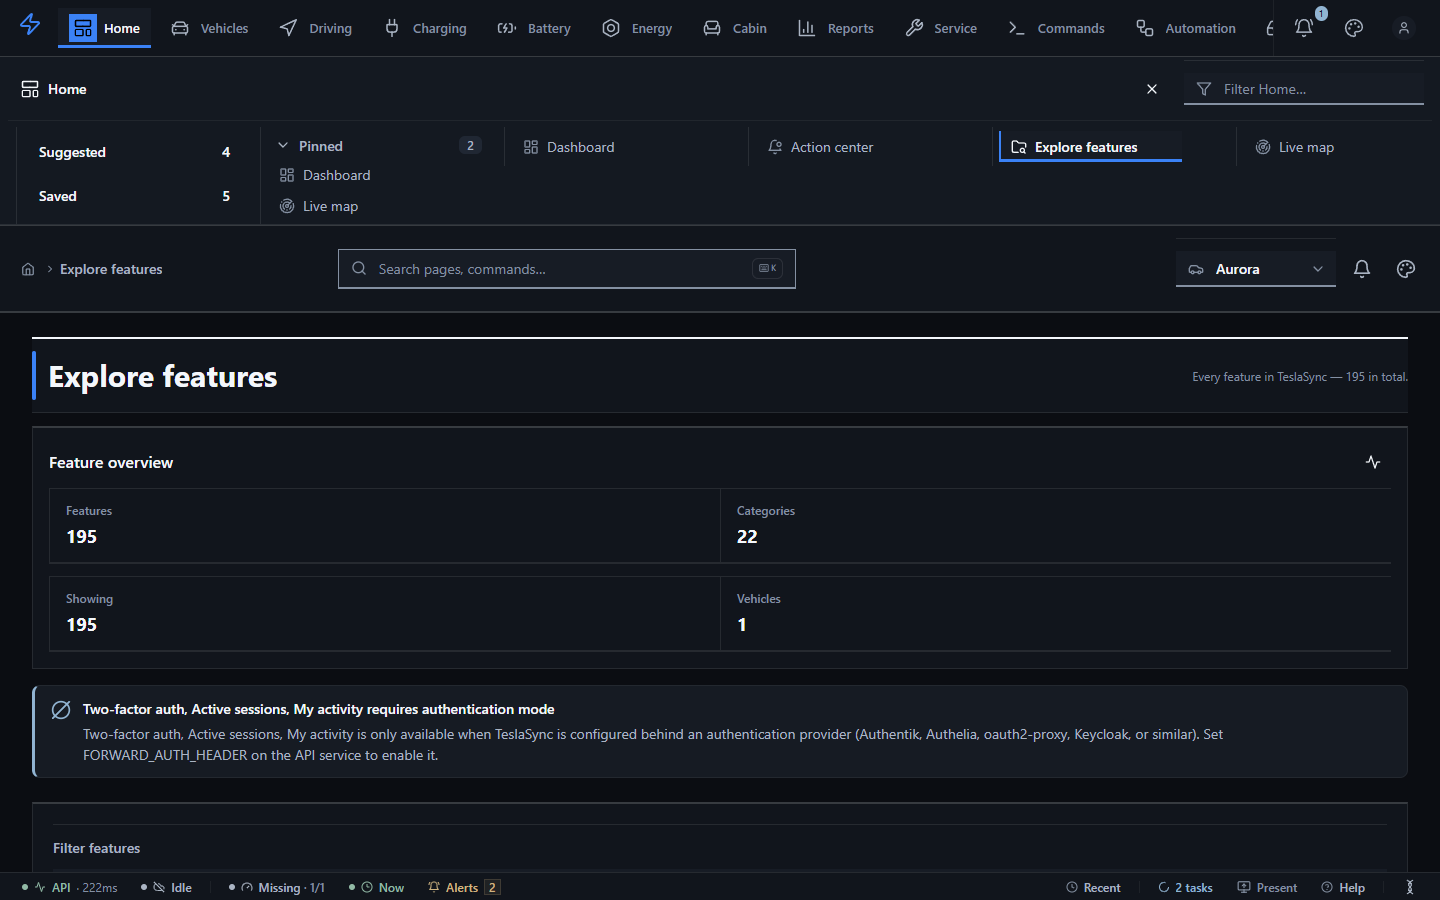 Home
Vehicles
Driving
Charging
Battery
Energy
Cabin
Reports
Service
Commands
Automation
1
Home
Filter Home...
Suggested 4
Saved 5
Pinned 2
Dashboard
Live map
Dashboard
Action center
Explore features
Live map
Explore features
Search pages, commands...
K
Aurora
Explore features
Every feature in TeslaSync — 195 in total.
Feature overview
Features
195
Categories
22
Showing
195
Vehicles
1
Two-factor auth, Active sessions, My activity requires authentication mode
Two-factor auth, Active sessions, My activity is only available when TeslaSync is configured behind an authentication provider (Authentik, Authelia, oauth2-proxy, Keycloak, or similar). Set
FORWARD_AUTH_HEADER on the API service to enable it.
Filter features
API · 222ms
Idle
Missing · 1/1
Now
Alerts 2
Recent
2 tasks
Present
Help